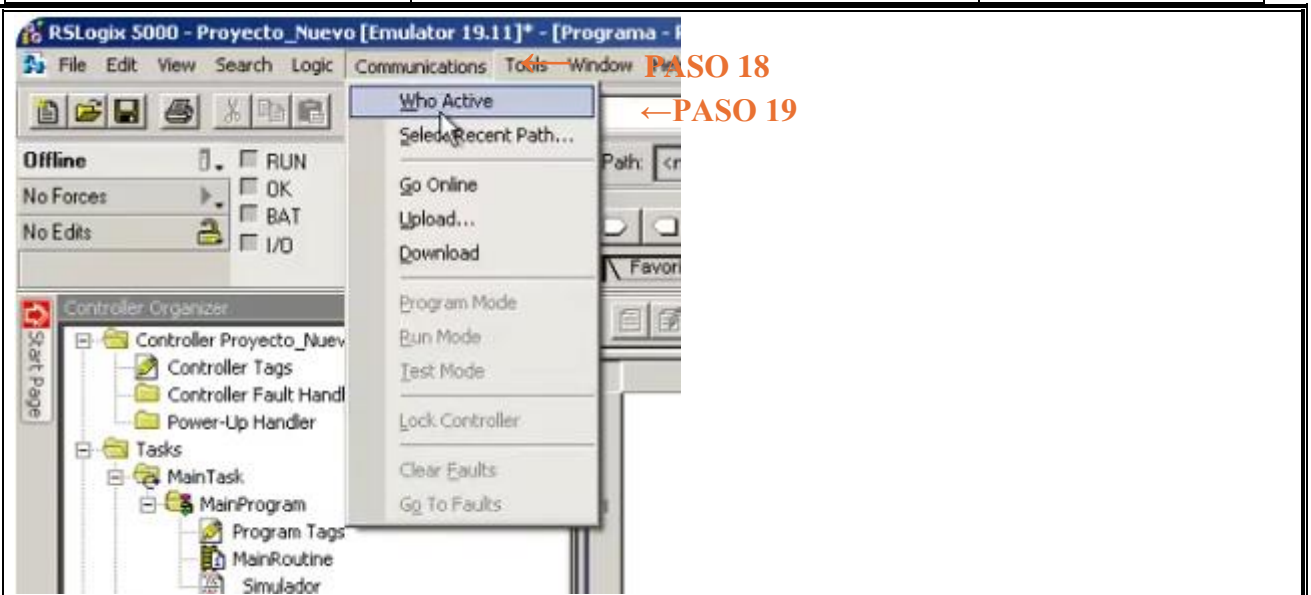 RSLogix 5000 - Proyecto_Nuevo [Emulator 19.11]* - [Programa -
File Edit View Search Logic Communications Tools Window
← PASO 18
Who Active
←PASO 19
Select Recent Path...
Offline
RUN
Path:
No Forces
OK
Go Online
BAT
Upload...
No Edits
I/O
Download
Favori
Controller Organizer
Program Mode
Start Page
Controller Proyecto_Nuev
Run Mode
Controller Tags
Test Mode
Controller Fault Handl
Power-Up Handler
Lock Controller
Tasks
MainTask
Clear Faults
MainProgram
Go To Faults
Program Tags
MainRoutine
Simulador